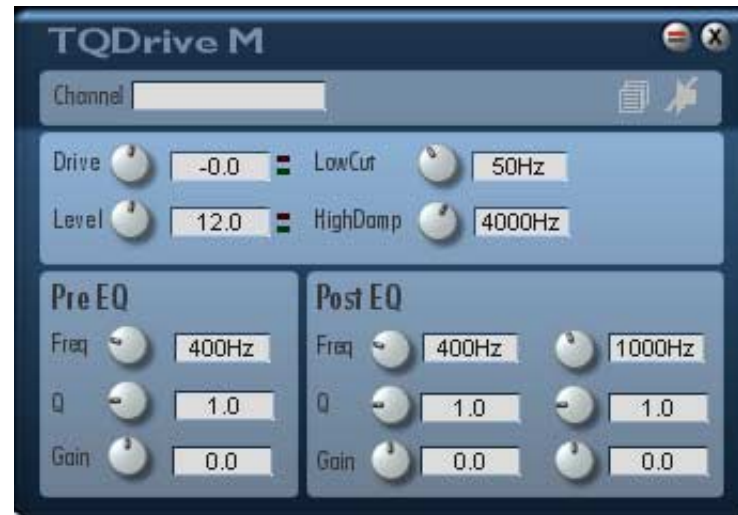 TQDrive M
Channel
Drive -0.0 LowCut 50Hz
Level 12.0 HighDamp 4000Hz
Pre EQ
Freq 400Hz
Q 1.0
Gain 0.0
Post EQ
Freq 400Hz 1000Hz
Q 1.0 1.0
Gain 0.0 0.0